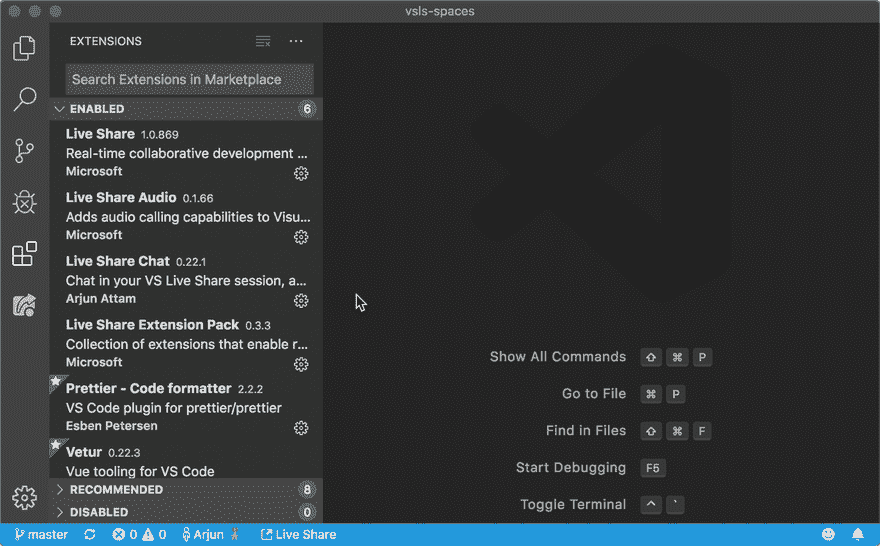 vsls-spaces
EXTENSIONS
Search Extensions in Marketplace
ENABLED 6
Live Share 1.0.869
Real-time collaborative development ...
Microsoft
Live Share Audio 0.1.66
Adds audio calling capabilities to Visu...
Microsoft
Live Share Chat 0.22.1
Chat in your VS Live Share session, a...
Arjun Attam
Live Share Extension Pack 0.3.3
Collection of extensions that enable r...
Microsoft
Prettier - Code formatter 2.2.2
VS Code plugin for prettier/prettier
Esben Petersen
Vetur 0.22.3
Vue tooling for VS Code
RECOMMENDED 8
DISABLED 0
Show All Commands ⇧ ⌘ P
Go to File ⌘ P
Find in Files ⇧ ⌘ F
Start Debugging F5
Toggle Terminal ^ `
master 0 0 Arjun Live Share